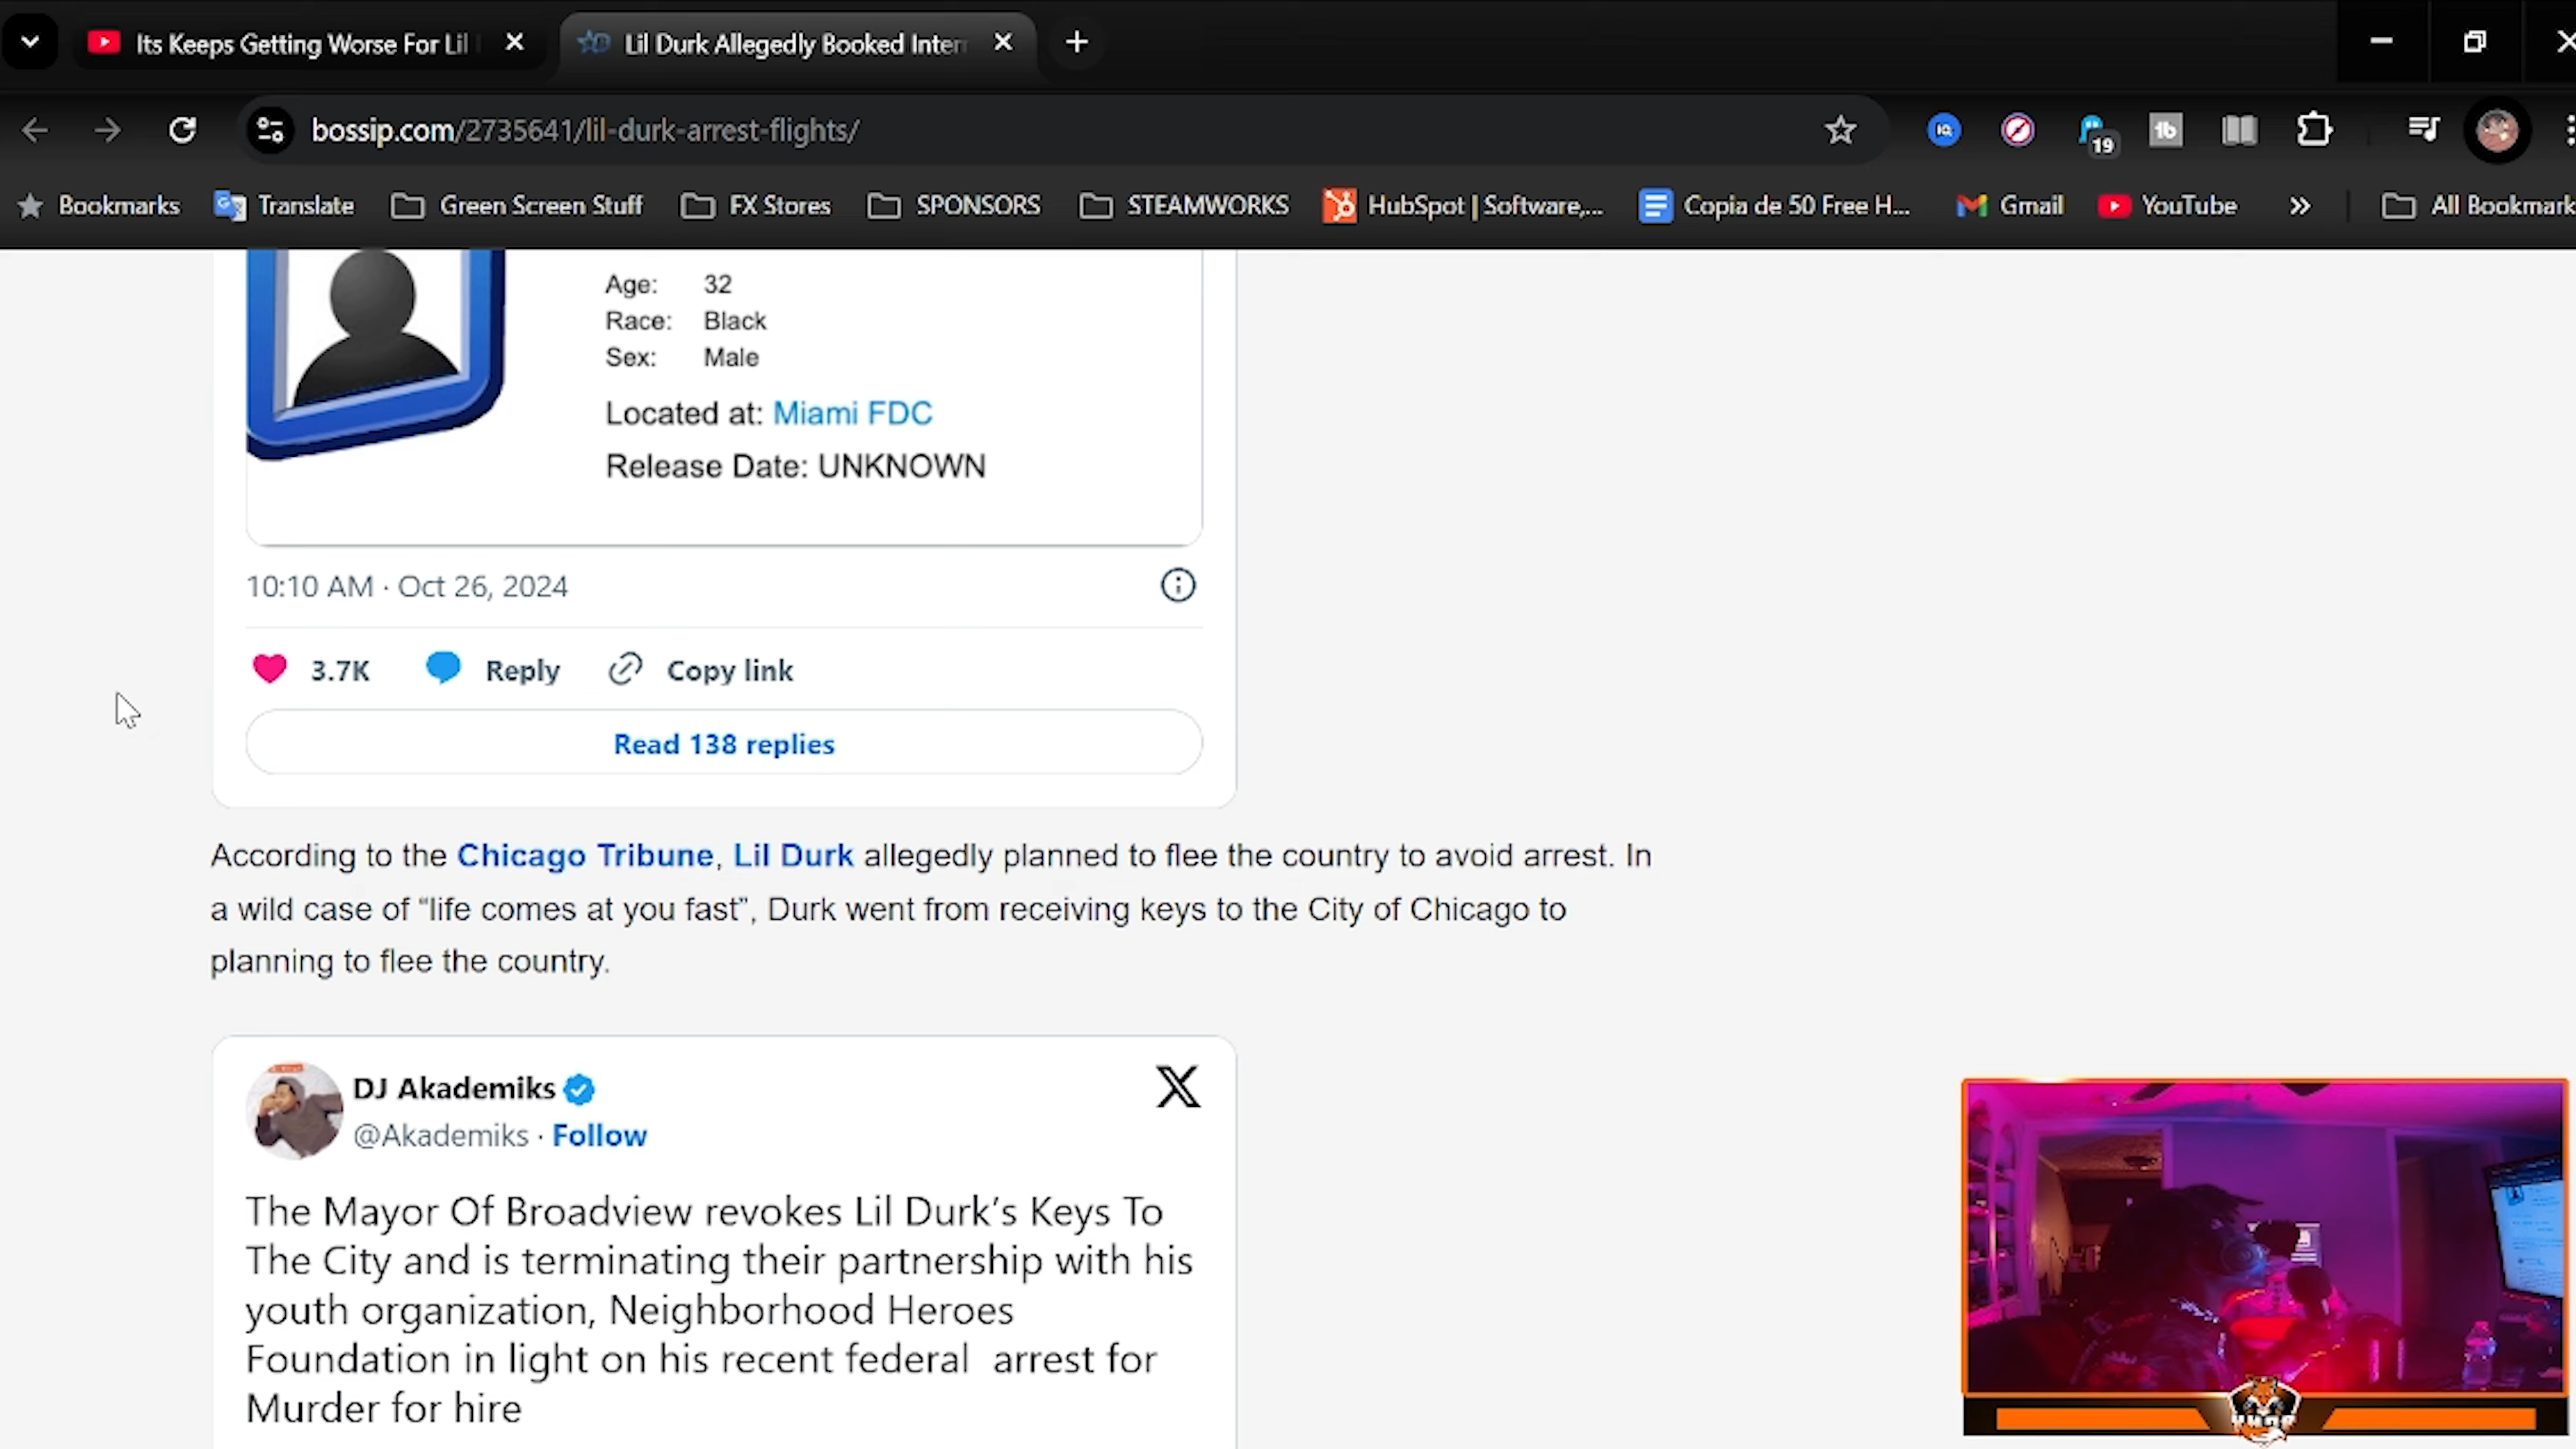 Its Keeps Getting Worse For Lil
Lil Durk Allegedly Booked Inter
bossip.com/2735641/lil-durk-arrest-flights/
19
Bookmarks
Translate
Green Screen Stuff
FX Stores
SPONSORS
STEAMWORKS
HubSpot | Software,...
Copia de 50 Free H...
Gmail
YouTube
All Bookmark
Age: 32
Race: Black
Sex: Male
Located at: Miami FDC
Release Date: UNKNOWN
10:10 AM · Oct 26, 2024
3.7K Reply Copy link
Read 138 replies
According to the Chicago Tribune, Lil Durk allegedly planned to flee the country to avoid arrest. In
a wild case of “life comes at you fast”, Durk went from receiving keys to the City of Chicago to
planning to flee the country.
DJ Akademiks
@Akademiks · Follow
The Mayor Of Broadview revokes Lil Durk’s Keys To
The City and is terminating their partnership with his
youth organization, Neighborhood Heroes
Foundation in light on his recent federal arrest for
Murder for hire